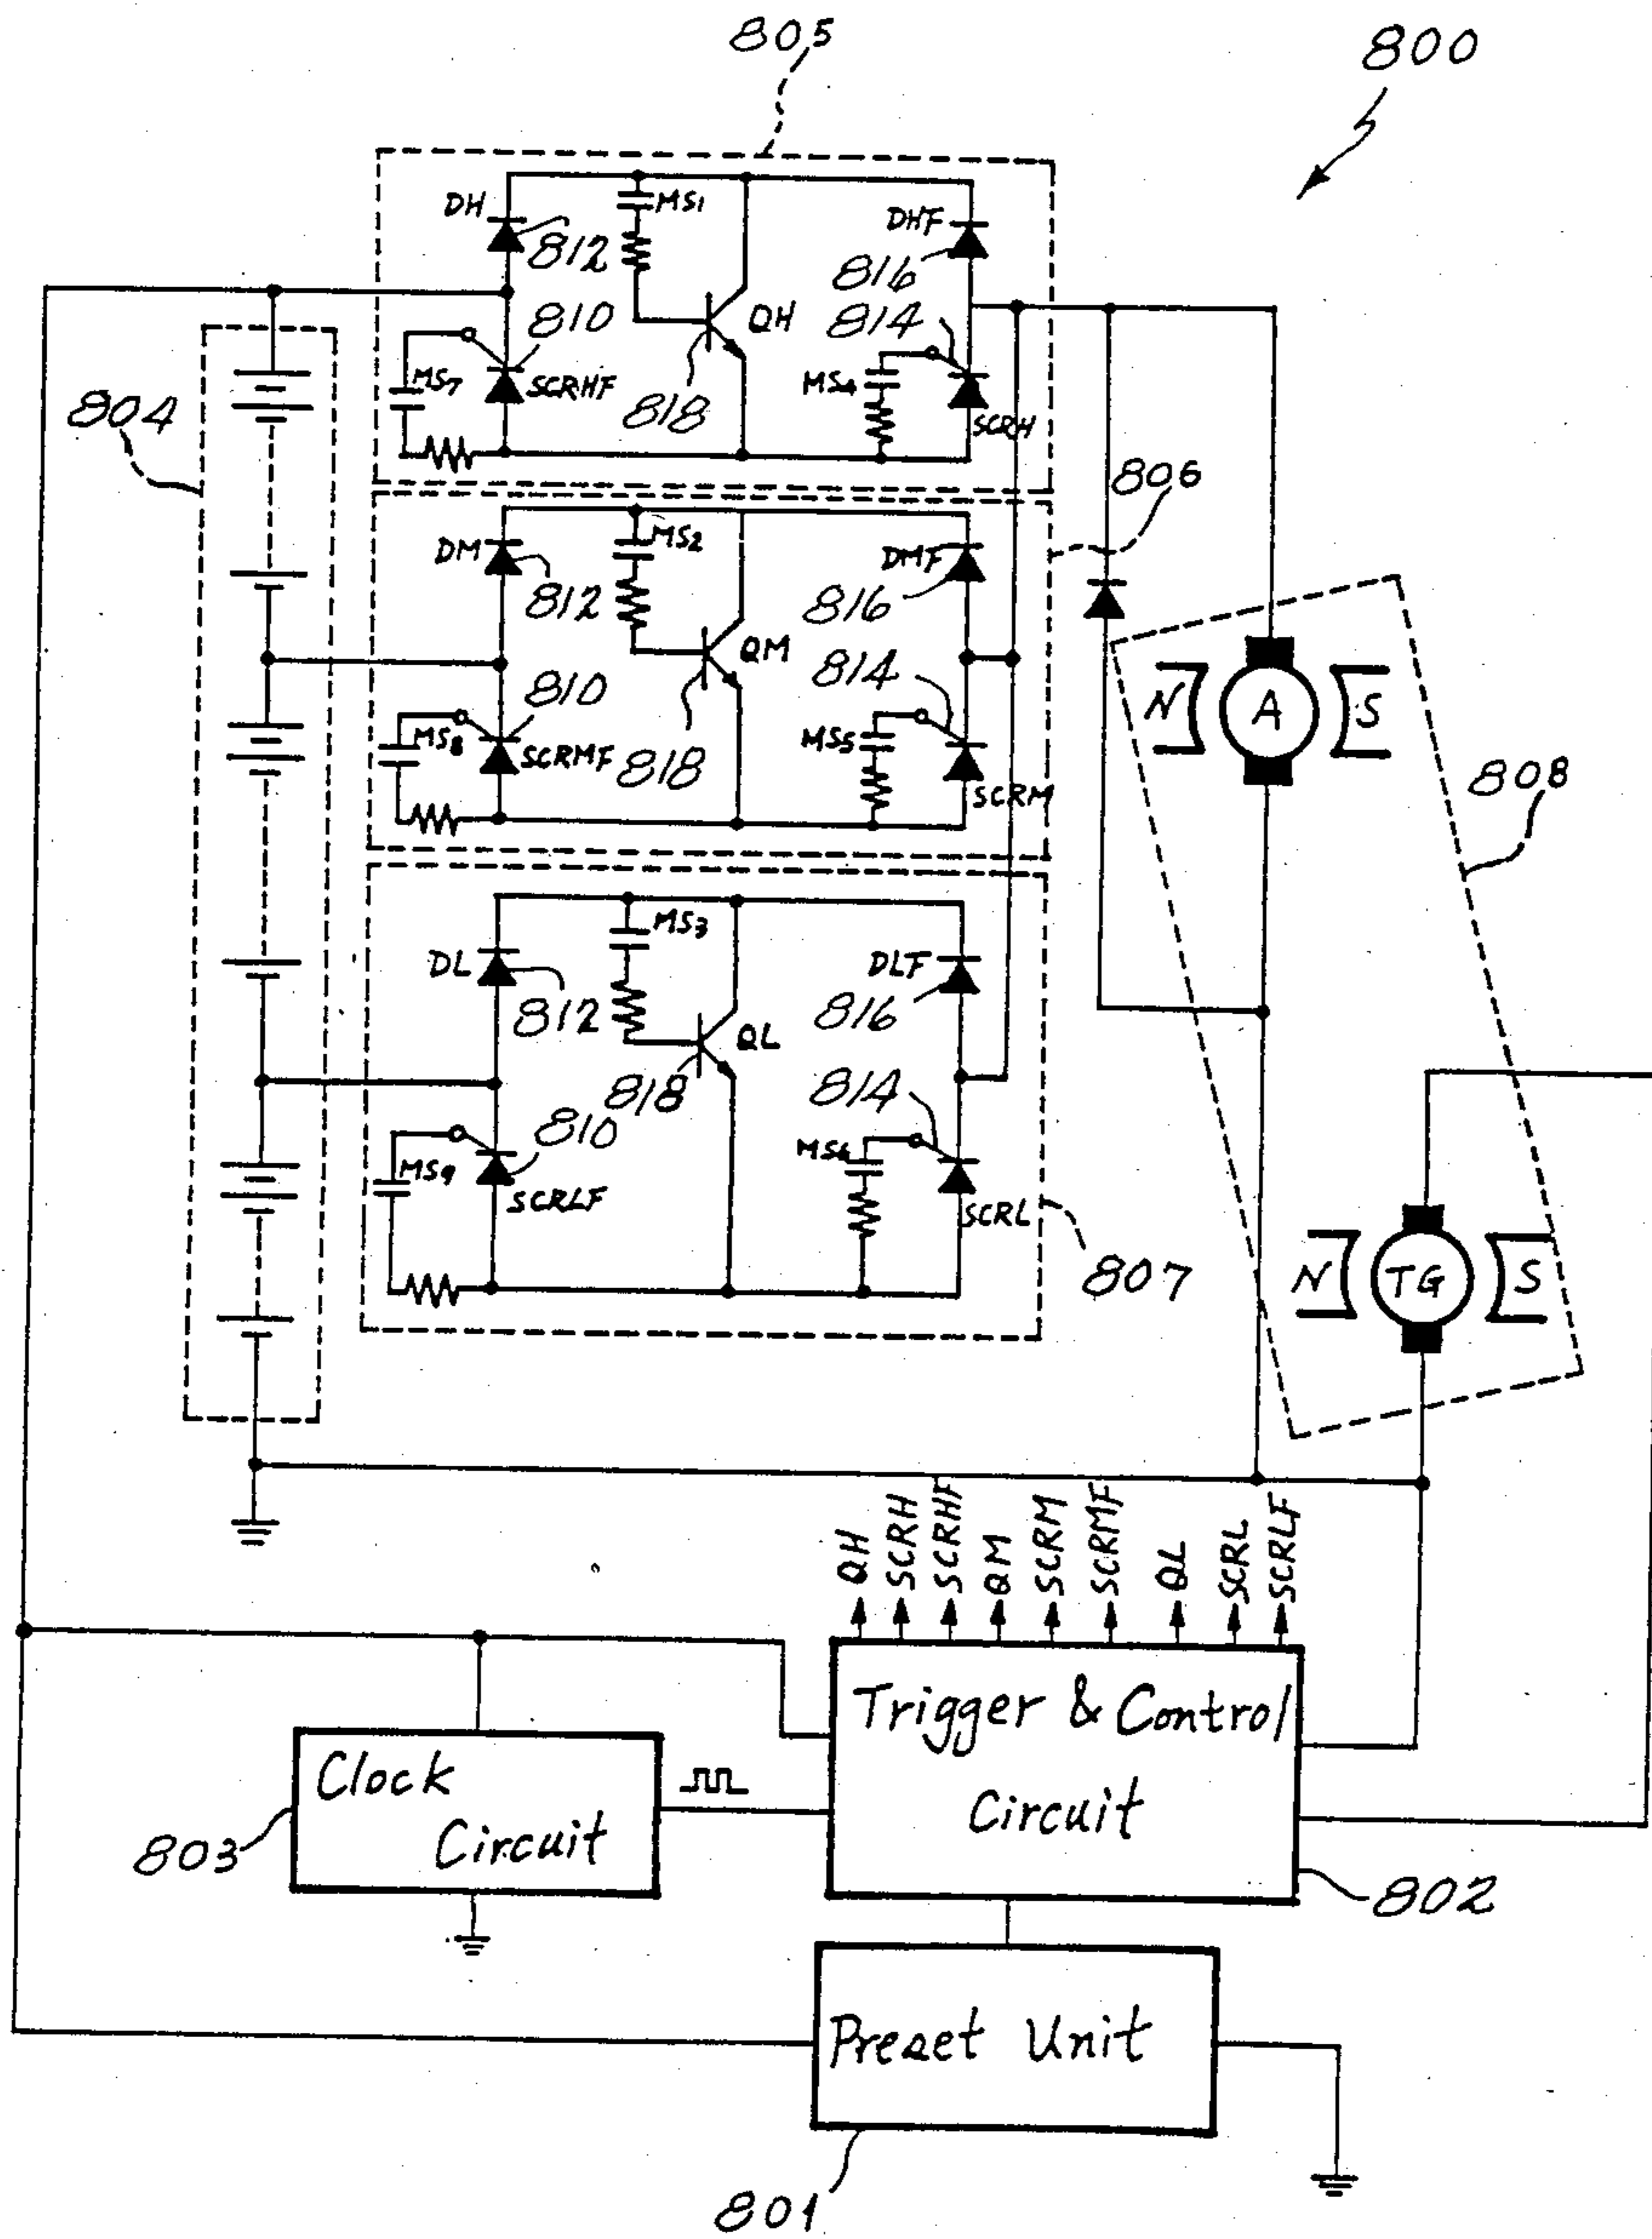 805
800
DH
812
MS1
DHF
816
810
QH
814
MS7
SCRHF
818
MS4
SCRH
804
806
DM
812
MS2
DMF
816
QM
810
814
MS8
SCRMF
818
MS5
SCRM
N
A
S
808
DL
812
MS3
DLF
816
QL
818
814
810
MS9
SCRLF
MS6
SCRL
807
N
TG
S
QH
SCRH
SCRHF
QM
SCRM
SCRMF
QL
SCRL
SCRLF
Trigger & Control
Circuit
Clock
Circuit
803
802
Preset Unit
801